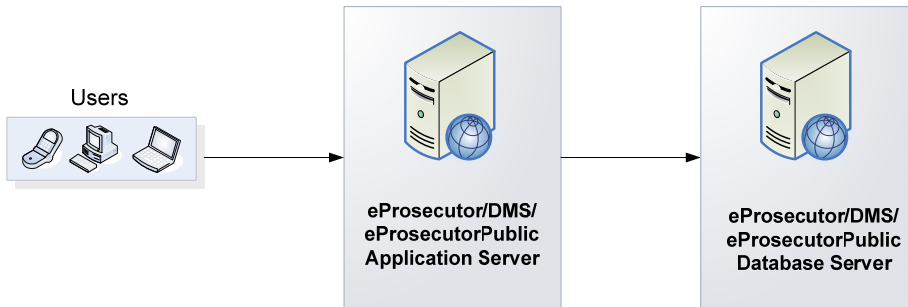 Users
eProsecutor/DMS/
eProsecutorPublic
Application Server
eProsecutor/DMS/
eProsecutorPublic
Database Server